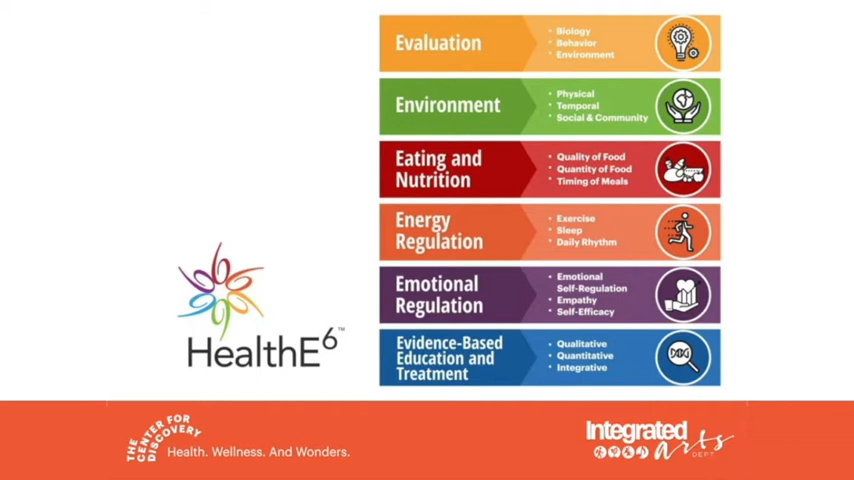 Evaluation
• Biology
• Behavior
• Environment
Environment
• Physical
• Temporal
• Social & Community
Eating and
Nutrition
• Quality of Food
• Quantity of Food
• Timing of Meals
Energy
Regulation
• Exercise
• Sleep
• Daily Rhythm
Emotional
Regulation
• Emotional
Self-Regulation
• Empathy
• Self-Efficacy
Evidence-Based
Education and
Treatment
• Qualitative
• Quantitative
• Integrative
HealthE6™
THE
CENTER FOR
DISCOVERY
Health. Wellness. And Wonders.
Integrated
arts
DEPT